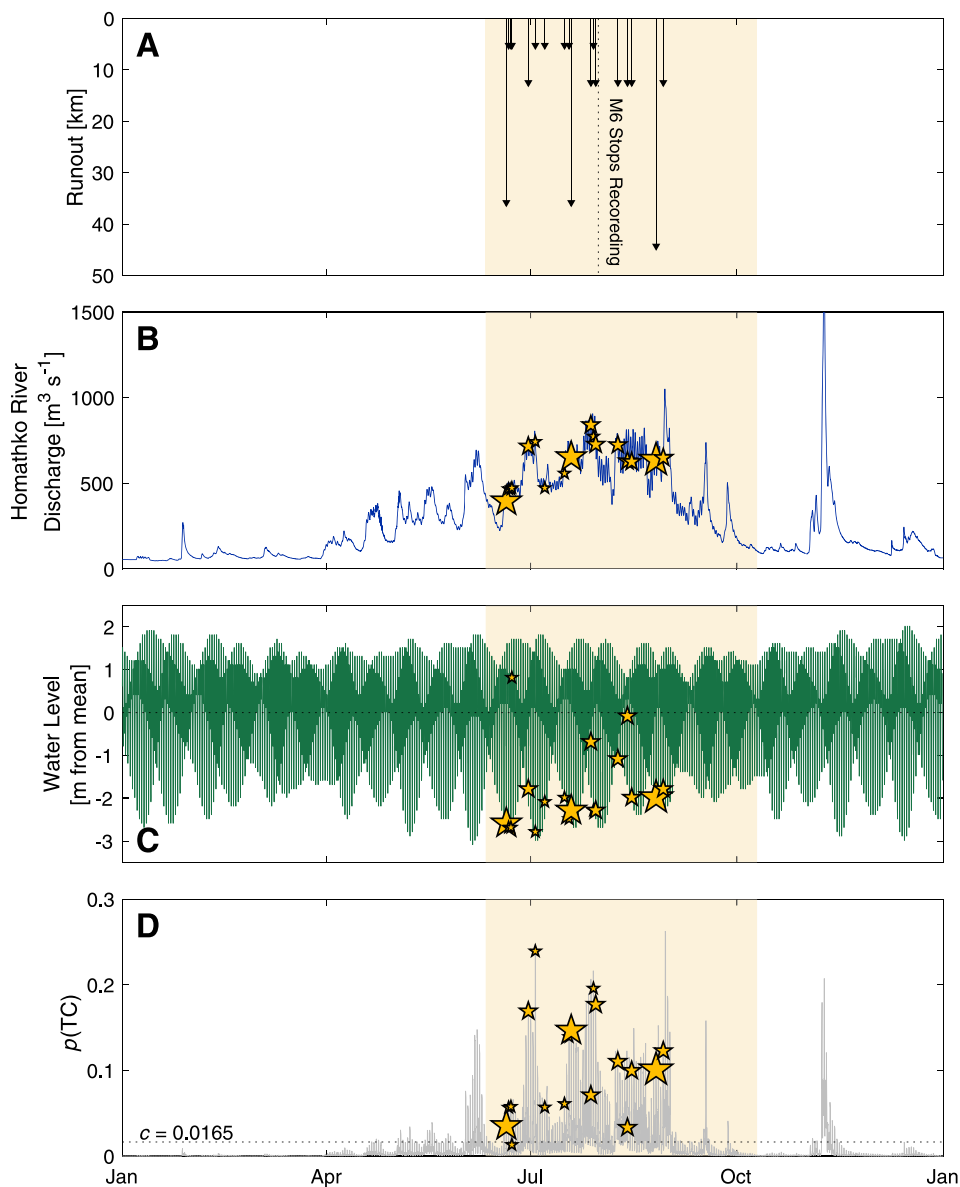 A
0
10
20
30
40
50
Runout [km]
M6 Stops Recoreding
B
1500
1000
500
0
Homathko River
Discharge [m³ s⁻¹]
2
1
0
-1
-2
-3
Water Level
[m from mean]
C
D
0.3
0.2
0.1
0
p(TC)
c = 0.0165
Jan Apr Jul Oct Jan